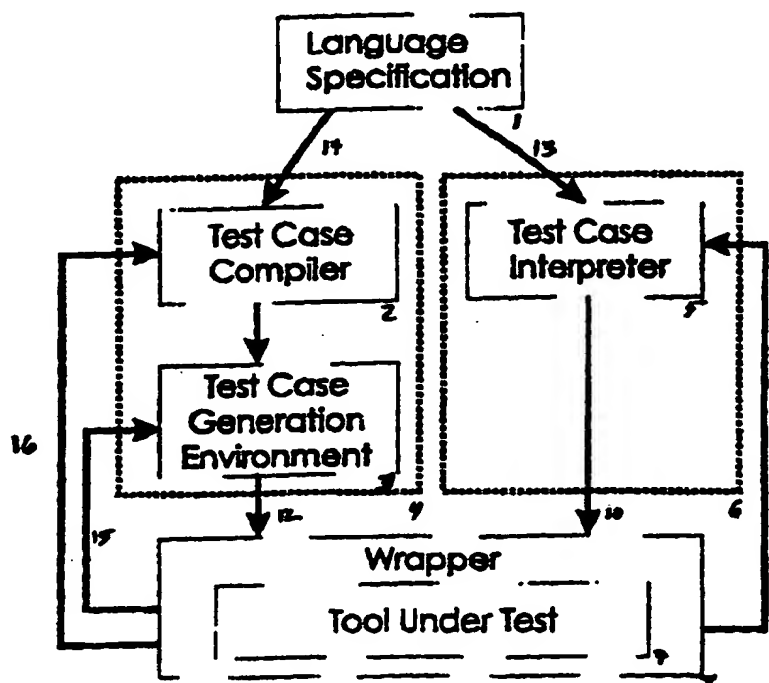 Language
Specification
1
14
13
Test Case
Compiler
2
Test Case
Interpreter
5
Test Case
Generation
Environment
3
16
15
12
4
10
6
Wrapper
Tool Under Test
7